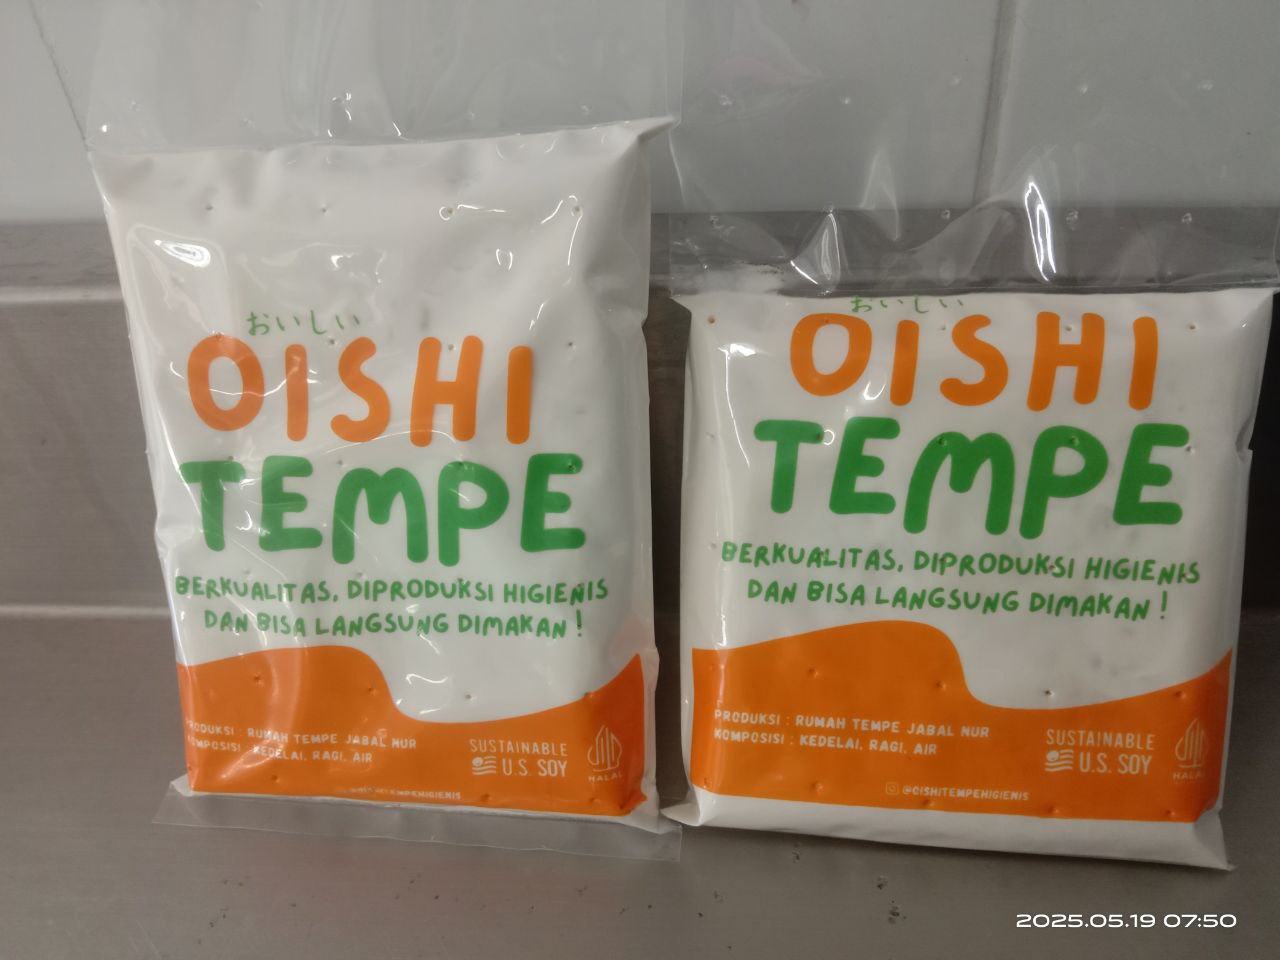 おいしい
OISHI
TEMPE
BERKUALITAS, DIPRODUKSI HIGIENIS
DAN BISA LANGSUNG DIMAKAN !
PRODUKSI : RUMAH TEMPE JABAL NUR
KOMPOSISI : KEDELAI, RAGI, AIR
SUSTAINABLE
U.S. SOY
HALAL
おいしい
OISHI
TEMPE
BERKUALITAS, DIPRODUKSI HIGIENIS
DAN BISA LANGSUNG DIMAKAN !
PRODUKSI : RUMAH TEMPE JABAL NUR
KOMPOSISI : KEDELAI, RAGI, AIR
SUSTAINABLE
U.S. SOY
HALAL
@OISHITEMPEHIGIENIS
2025.05.19 07:50